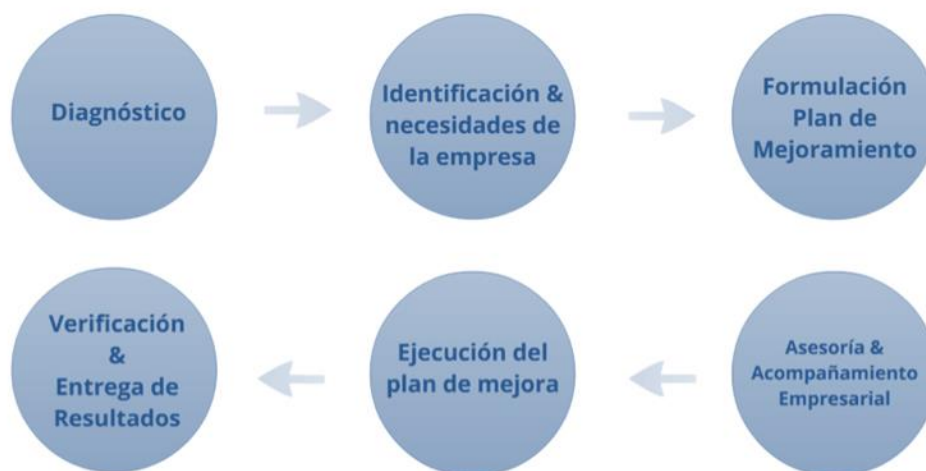 Diagnóstico
Identificación &
necesidades de
la empresa
Formulación
Plan de
Mejoramiento
Asesoría &
Acompañamiento
Empresarial
Ejecución del
plan de mejora
Verificación
&
Entrega de
Resultados